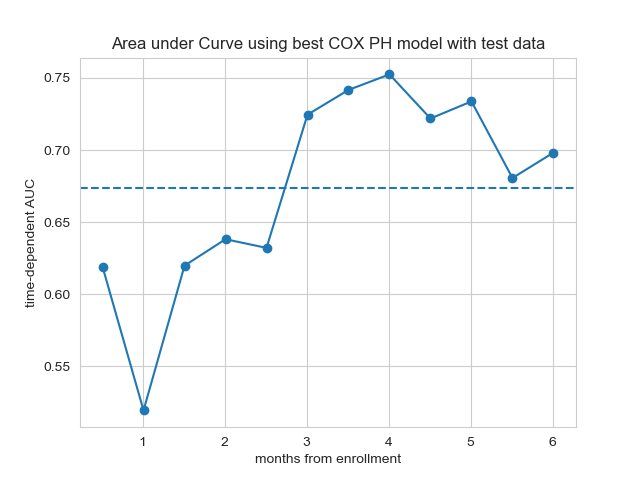 Area under Curve using best COX PH model with test data
time-dependent AUC
0.75
0.70
0.65
0.60
0.55
1 2 3 4 5 6
months from enrollment